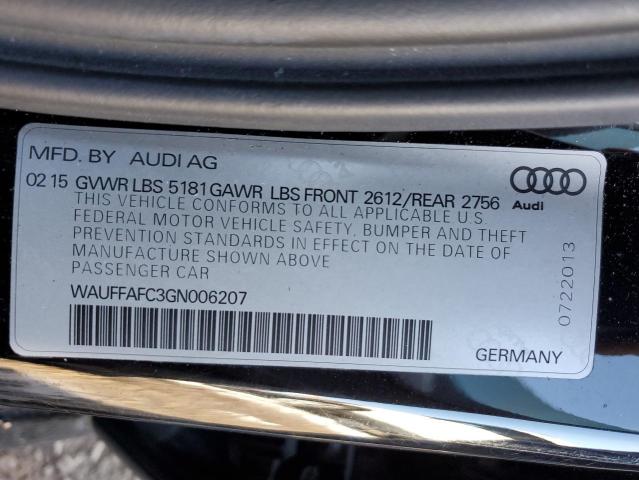 MFD. BY AUDI AG
02 15 GVWR LBS 5181 GAWR LBS FRONT 2612/REAR 2756
THIS VEHICLE CONFORMS TO ALL APPLICABLE U.S.
FEDERAL MOTOR VEHICLE SAFETY, BUMPER AND THEFT
PREVENTION STANDARDS IN EFFECT ON THE DATE OF
MANUFACTURE SHOWN ABOVE
PASSENGER CAR
WAUFFAFC3GN006207
GERMANY
Audi
0722013